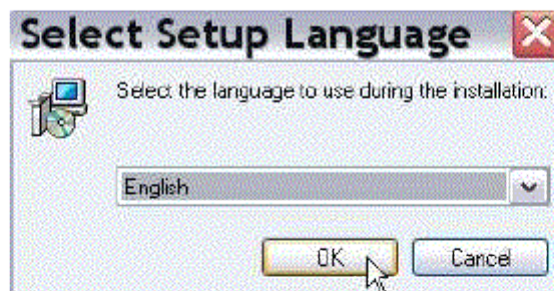 Select Setup Language
Select the language to use during the installation:
English
OK
Cancel